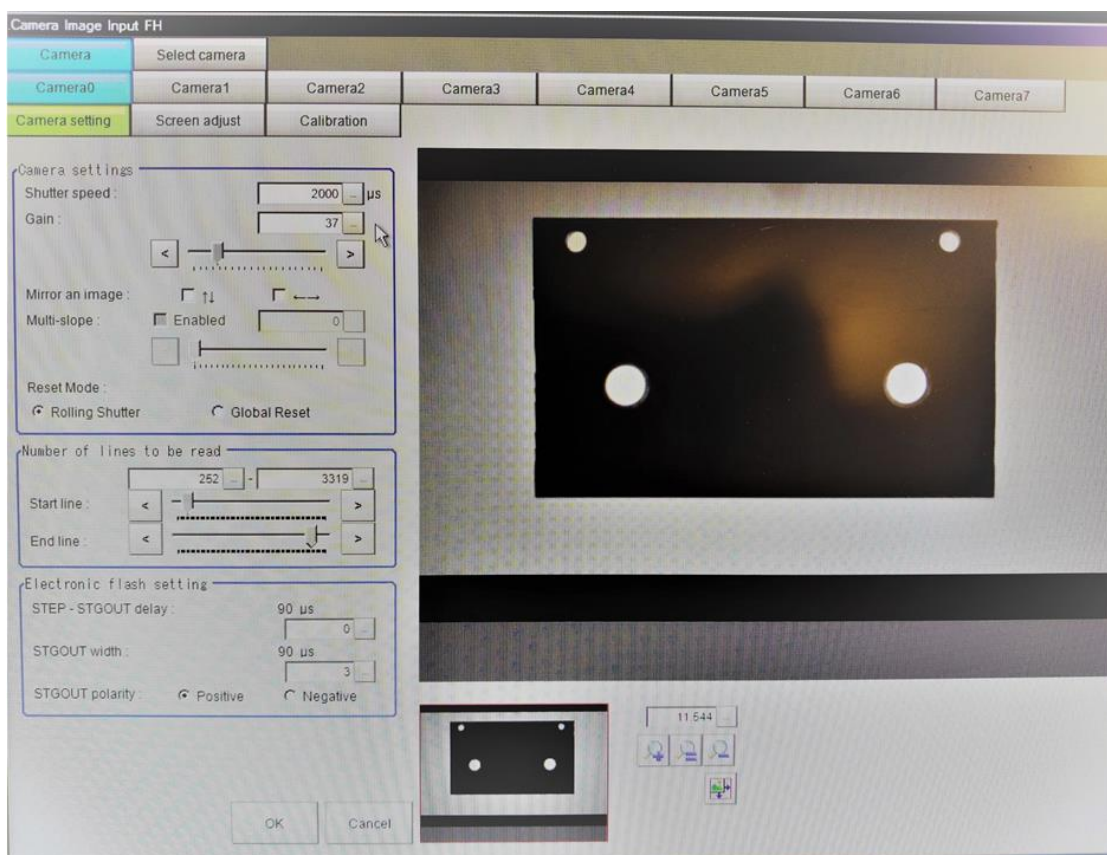 Camera Image Input FH
Camera Select camera
Camera0 Camera1 Camera2 Camera3 Camera4 Camera5 Camera6 Camera7
Camera setting Screen adjust Calibration
Camera settings
Shutter speed : 2000 ... µs
Gain : 37 ...
< >
Mirror an image : ↑↓ ←→
Multi-slope : Enabled 0
Reset Mode :
Rolling Shutter Global Reset
Number of lines to be read
252 ... - 3319 ...
Start line : < >
End line : < >
Electronic flash setting
STEP - STGOUT delay : 90 µs
0 ...
STGOUT width : 90 µs
3 ...
STGOUT polarity : Positive Negative
11.544 ...
OK Cancel